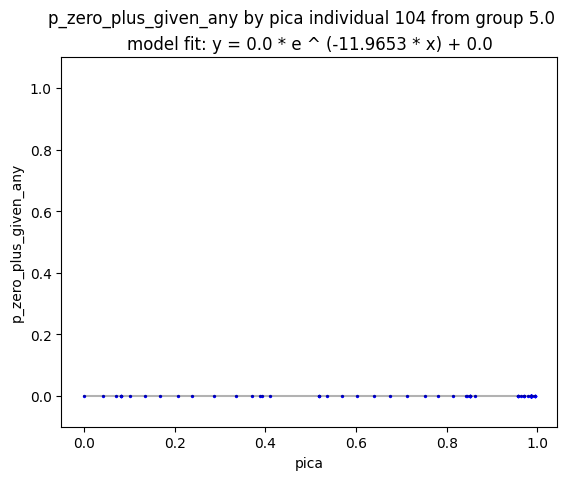 p_zero_plus_given_any by pica individual 104 from group 5.0
model fit: y = 0.0 * e ^ (-11.9653 * x) + 0.0
1.0
0.8
0.6
0.4
0.2
0.0
p_zero_plus_given_any
0.0 0.2 0.4 0.6 0.8 1.0
pica